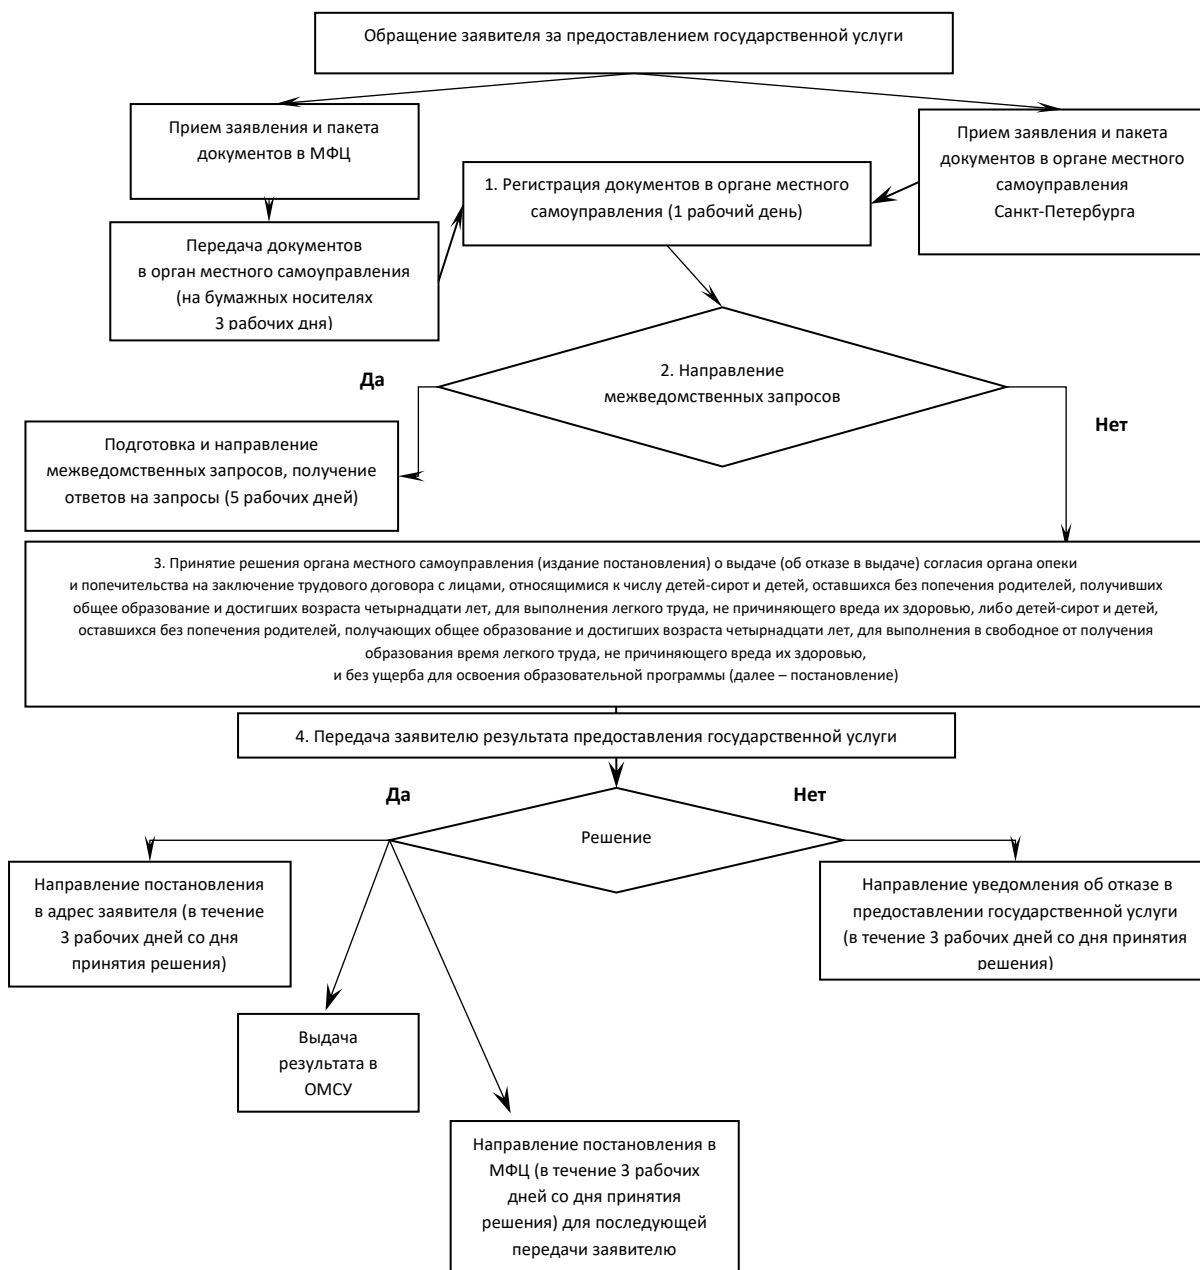 Обращение заявителя за предоставлением государственной услуги
Прием заявления и пакета
документов в МФЦ
Прием заявления и пакета
документов в органе местного
самоуправления
Санкт-Петербурга
1. Регистрация документов в органе местного
самоуправления (1 рабочий день)
Передача документов
в орган местного самоуправления
(на бумажных носителях
3 рабочих дня)
2. Направление
межведомственных запросов
Да
Нет
Подготовка и направление
межведомственных запросов, получение
ответов на запросы (5 рабочих дней)
3. Принятие решения органа местного самоуправления (издание постановления) о выдаче (об отказе в выдаче) согласия органа опеки
и попечительства на заключение трудового договора с лицами, относящимися к числу детей-сирот и детей, оставшихся без попечения родителей, получивших
общее образование и достигших возраста четырнадцати лет, для выполнения легкого труда, не причиняющего вреда их здоровью, либо детей-сирот и детей,
оставшихся без попечения родителей, получающих общее образование и достигших возраста четырнадцати лет, для выполнения в свободное от получения
образования время легкого труда, не причиняющего вреда их здоровью,
и без ущерба для освоения образовательной программы (далее – постановление)
4. Передача заявителю результата предоставления государственной услуги
Да
Нет
Решение
Направление постановления
в адрес заявителя (в течение
3 рабочих дней со дня
принятия решения)
Направление уведомления об отказе в
предоставлении государственной услуги
(в течение 3 рабочих дней со дня принятия
решения)
Выдача
результата в
ОМСУ
Направление постановления в
МФЦ (в течение 3 рабочих
дней со дня принятия
решения) для последующей
передачи заявителю